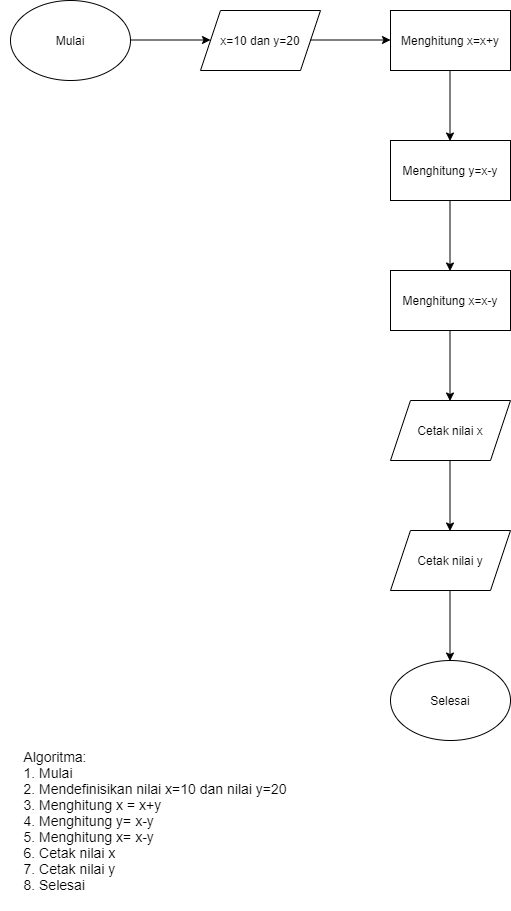 Mulai
x=10 dan y=20
Menghitung x=x+y
Menghitung y=x-y
Menghitung x=x-y
Cetak nilai x
Cetak nilai y
Selesai
Algoritma:
1. Mulai
2. Mendefinisikan nilai x=10 dan nilai y=20
3. Menghitung x = x+y
4. Menghitung y= x-y
5. Menghitung x= x-y
6. Cetak nilai x
7. Cetak nilai y
8. Selesai